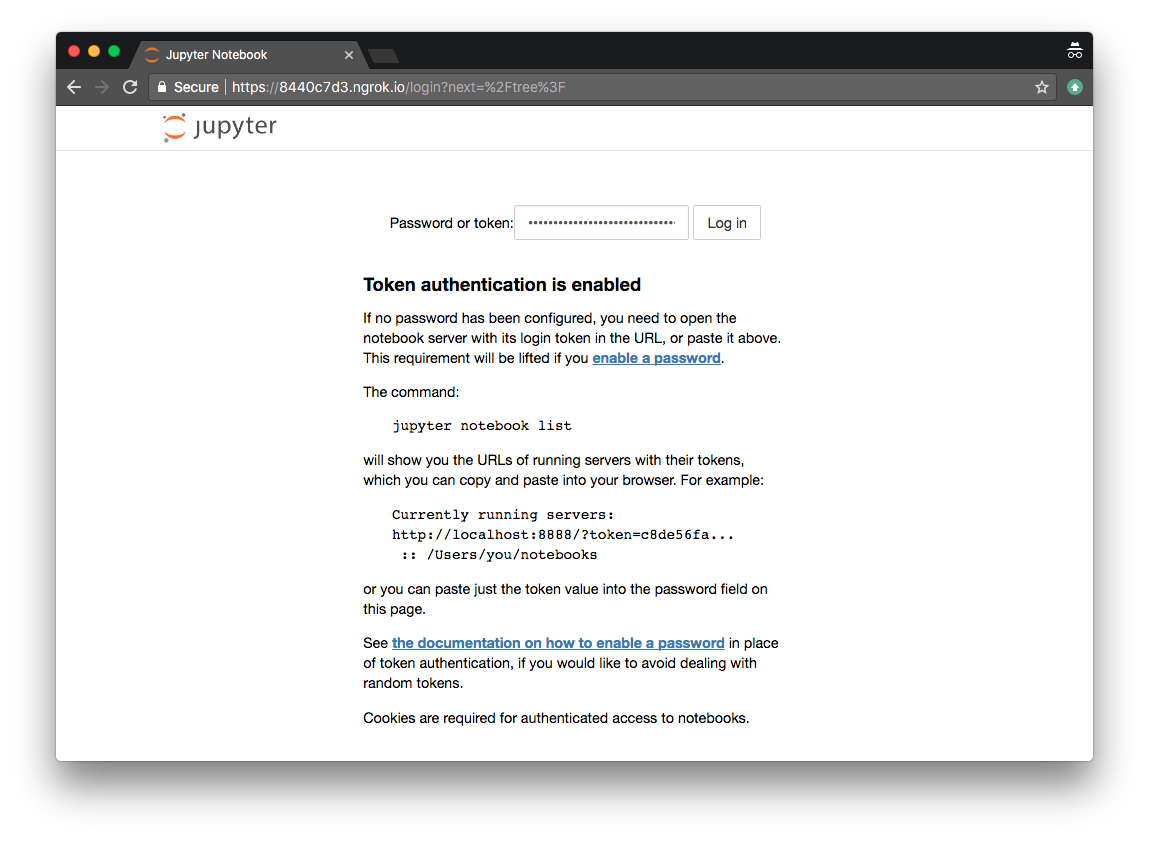 Jupyter Notebook
Secure https://8440c7d3.ngrok.io/login?next=%2Ftree%3F
jupyter
Password or token: Log in
Token authentication is enabled
If no password has been configured, you need to open the
notebook server with its login token in the URL, or paste it above.
This requirement will be lifted if you enable a password.
The command:
jupyter notebook list
will show you the URLs of running servers with their tokens,
which you can copy and paste into your browser. For example:
Currently running servers:
http://localhost:8888/?token=c8de56fa...
:: /Users/you/notebooks
or you can paste just the token value into the password field on
this page.
See the documentation on how to enable a password in place
of token authentication, if you would like to avoid dealing with
random tokens.
Cookies are required for authenticated access to notebooks.